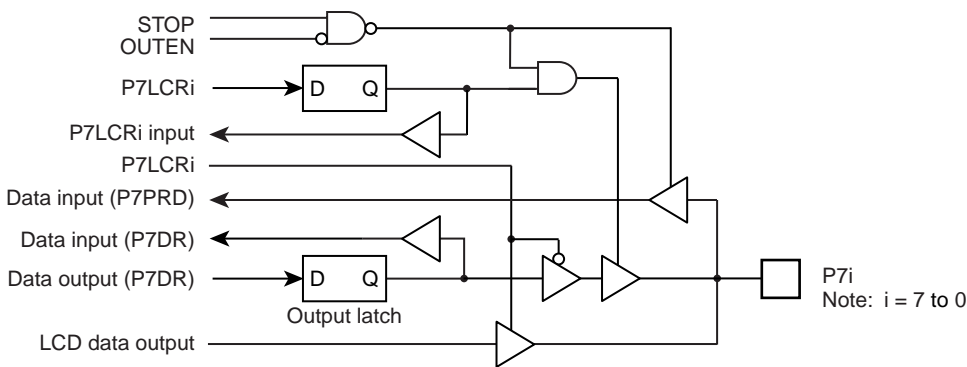 STOP
OUTEN
P7LCRi
D Q
P7LCRi input
P7LCRi
Data input (P7PRD)
Data input (P7DR)
Data output (P7DR)
D Q
Output latch
LCD data output
P7i
Note: i = 7 to 0